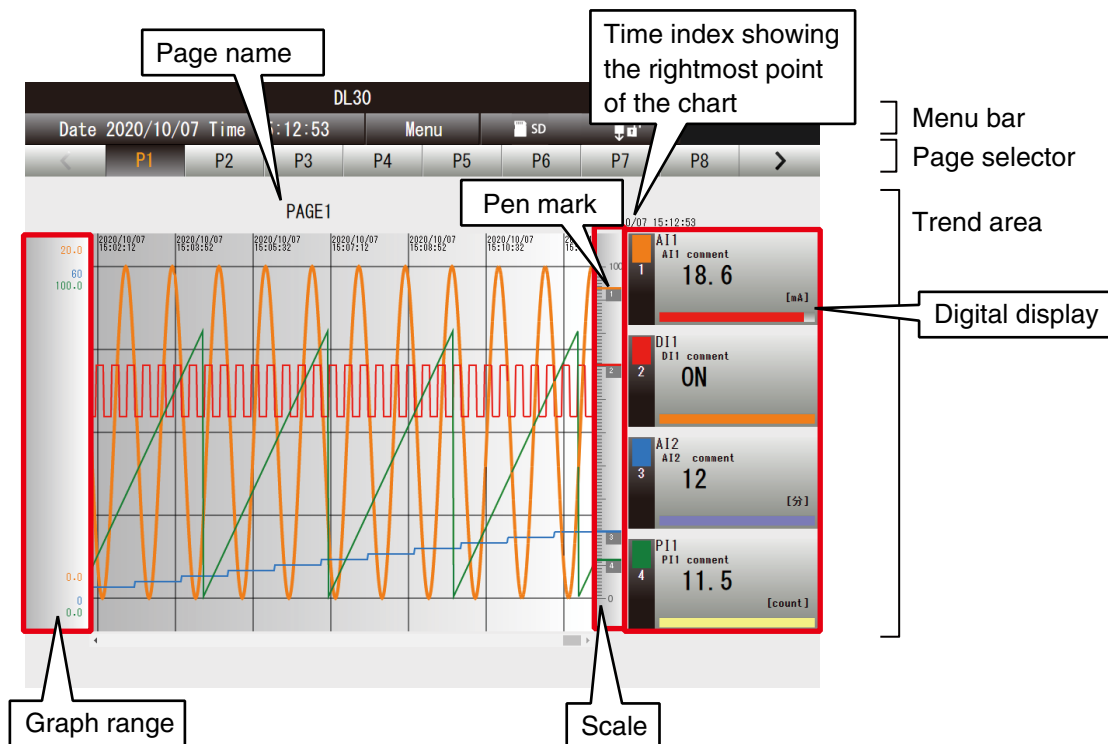 Page name
Time index showing
the rightmost point
of the chart
DL30
Date 2020/10/07 Time :12:53 Menu SD
Menu bar
< P1 P2 P3 P4 P5 P6 P7 P8 >
Page selector
PAGE1
Pen mark
/07 15:12:53
Trend area
2020/10/07 2020/10/07 2020/10/07 2020/10/07 2020/10/07 2020/10/07
15:02:12 15:03:52 15:05:32 15:07:12 15:08:52 15:10:32
20.0
60
100.0
100
1
2
3
4
0
0.0
0
0.0
AI1
AI1 comment
1
18.6
[mA]
Digital display
DI1
DI1 comment
2
ON
AI2
AI2 comment
3
12
[分]
PI1
PI1 comment
4
11.5
[count]
Graph range
Scale